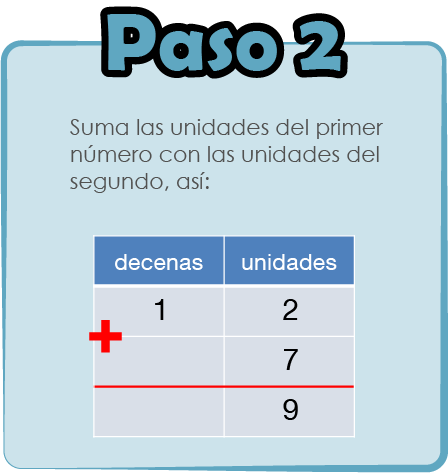 Paso 2
Suma las unidades del primer
número con las unidades del
segundo, así:
decenas unidades
1 2
+
7
9